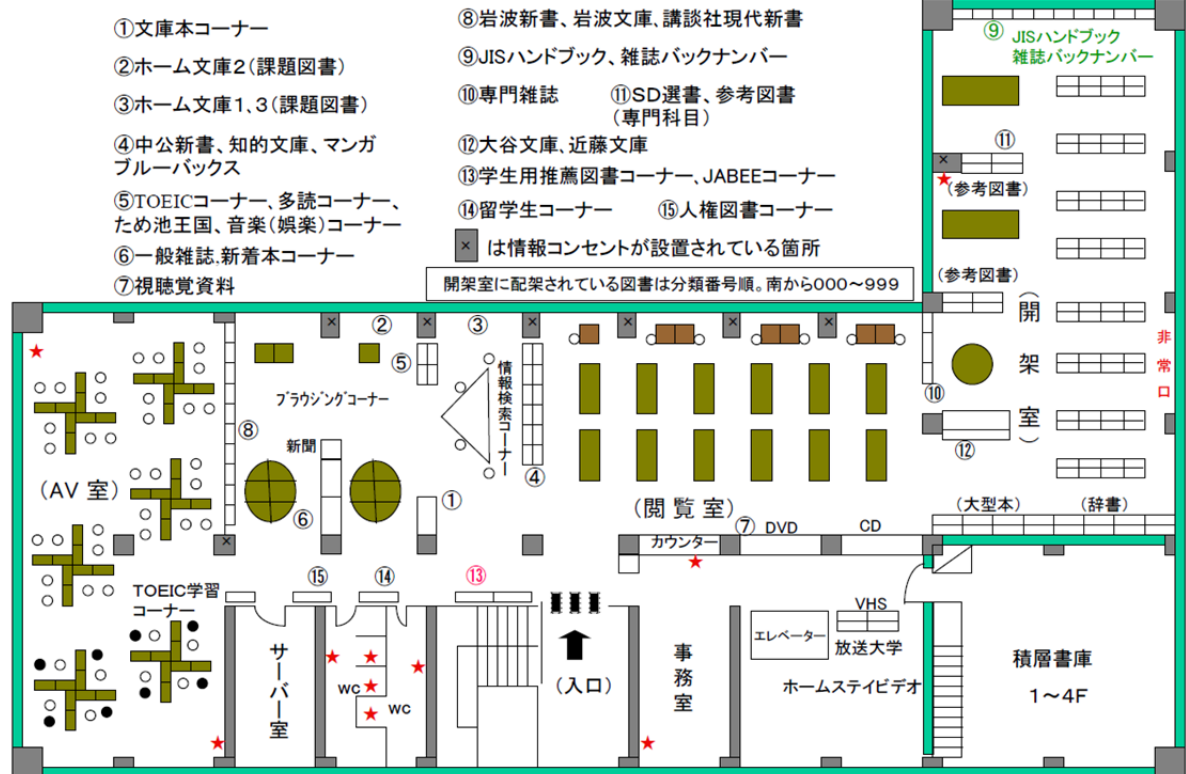 ①文庫本コーナー
②ホーム文庫2(課題図書)
③ホーム文庫1、3(課題図書)
④中公新書、知的文庫、マンガ
ブルーバックス
⑤TOEICコーナー、多読コーナー、
ため池王国、音楽(娯楽)コーナー
⑥一般雑誌,新着本コーナー
⑦視聴覚資料
⑧岩波新書、岩波文庫、講談社現代新書
⑨JISハンドブック、雑誌バックナンバー
⑩専門雑誌 ⑪SD選書、参考図書
(専門科目)
⑫大谷文庫、近藤文庫
⑬学生用推薦図書コーナー、JABEEコーナー
⑭留学生コーナー ⑮人権図書コーナー
× は情報コンセントが設置されている箇所
開架室に配架されている図書は分類番号順。南から000～999
⑨ JISハンドブック
雑誌バックナンバー
⑪
×
(参考図書)
(参考図書)
(開架室)
非常口
⑩
⑫
(大型本)
(辞書)
× ② × ③ × × × ×
⑤
ブラウジングコーナー
情報検索コーナー
⑧
新聞
④
(AV 室)
①
⑥
(閲 覧 室)
⑦ DVD
CD
×
カウンター
TOEIC学習
コーナー
⑮
⑭
⑬
サーバー室
wc
wc
(入口)
事務室
エレベーター
VHS
放送大学
ホームステイビデオ
積層書庫
1～4F